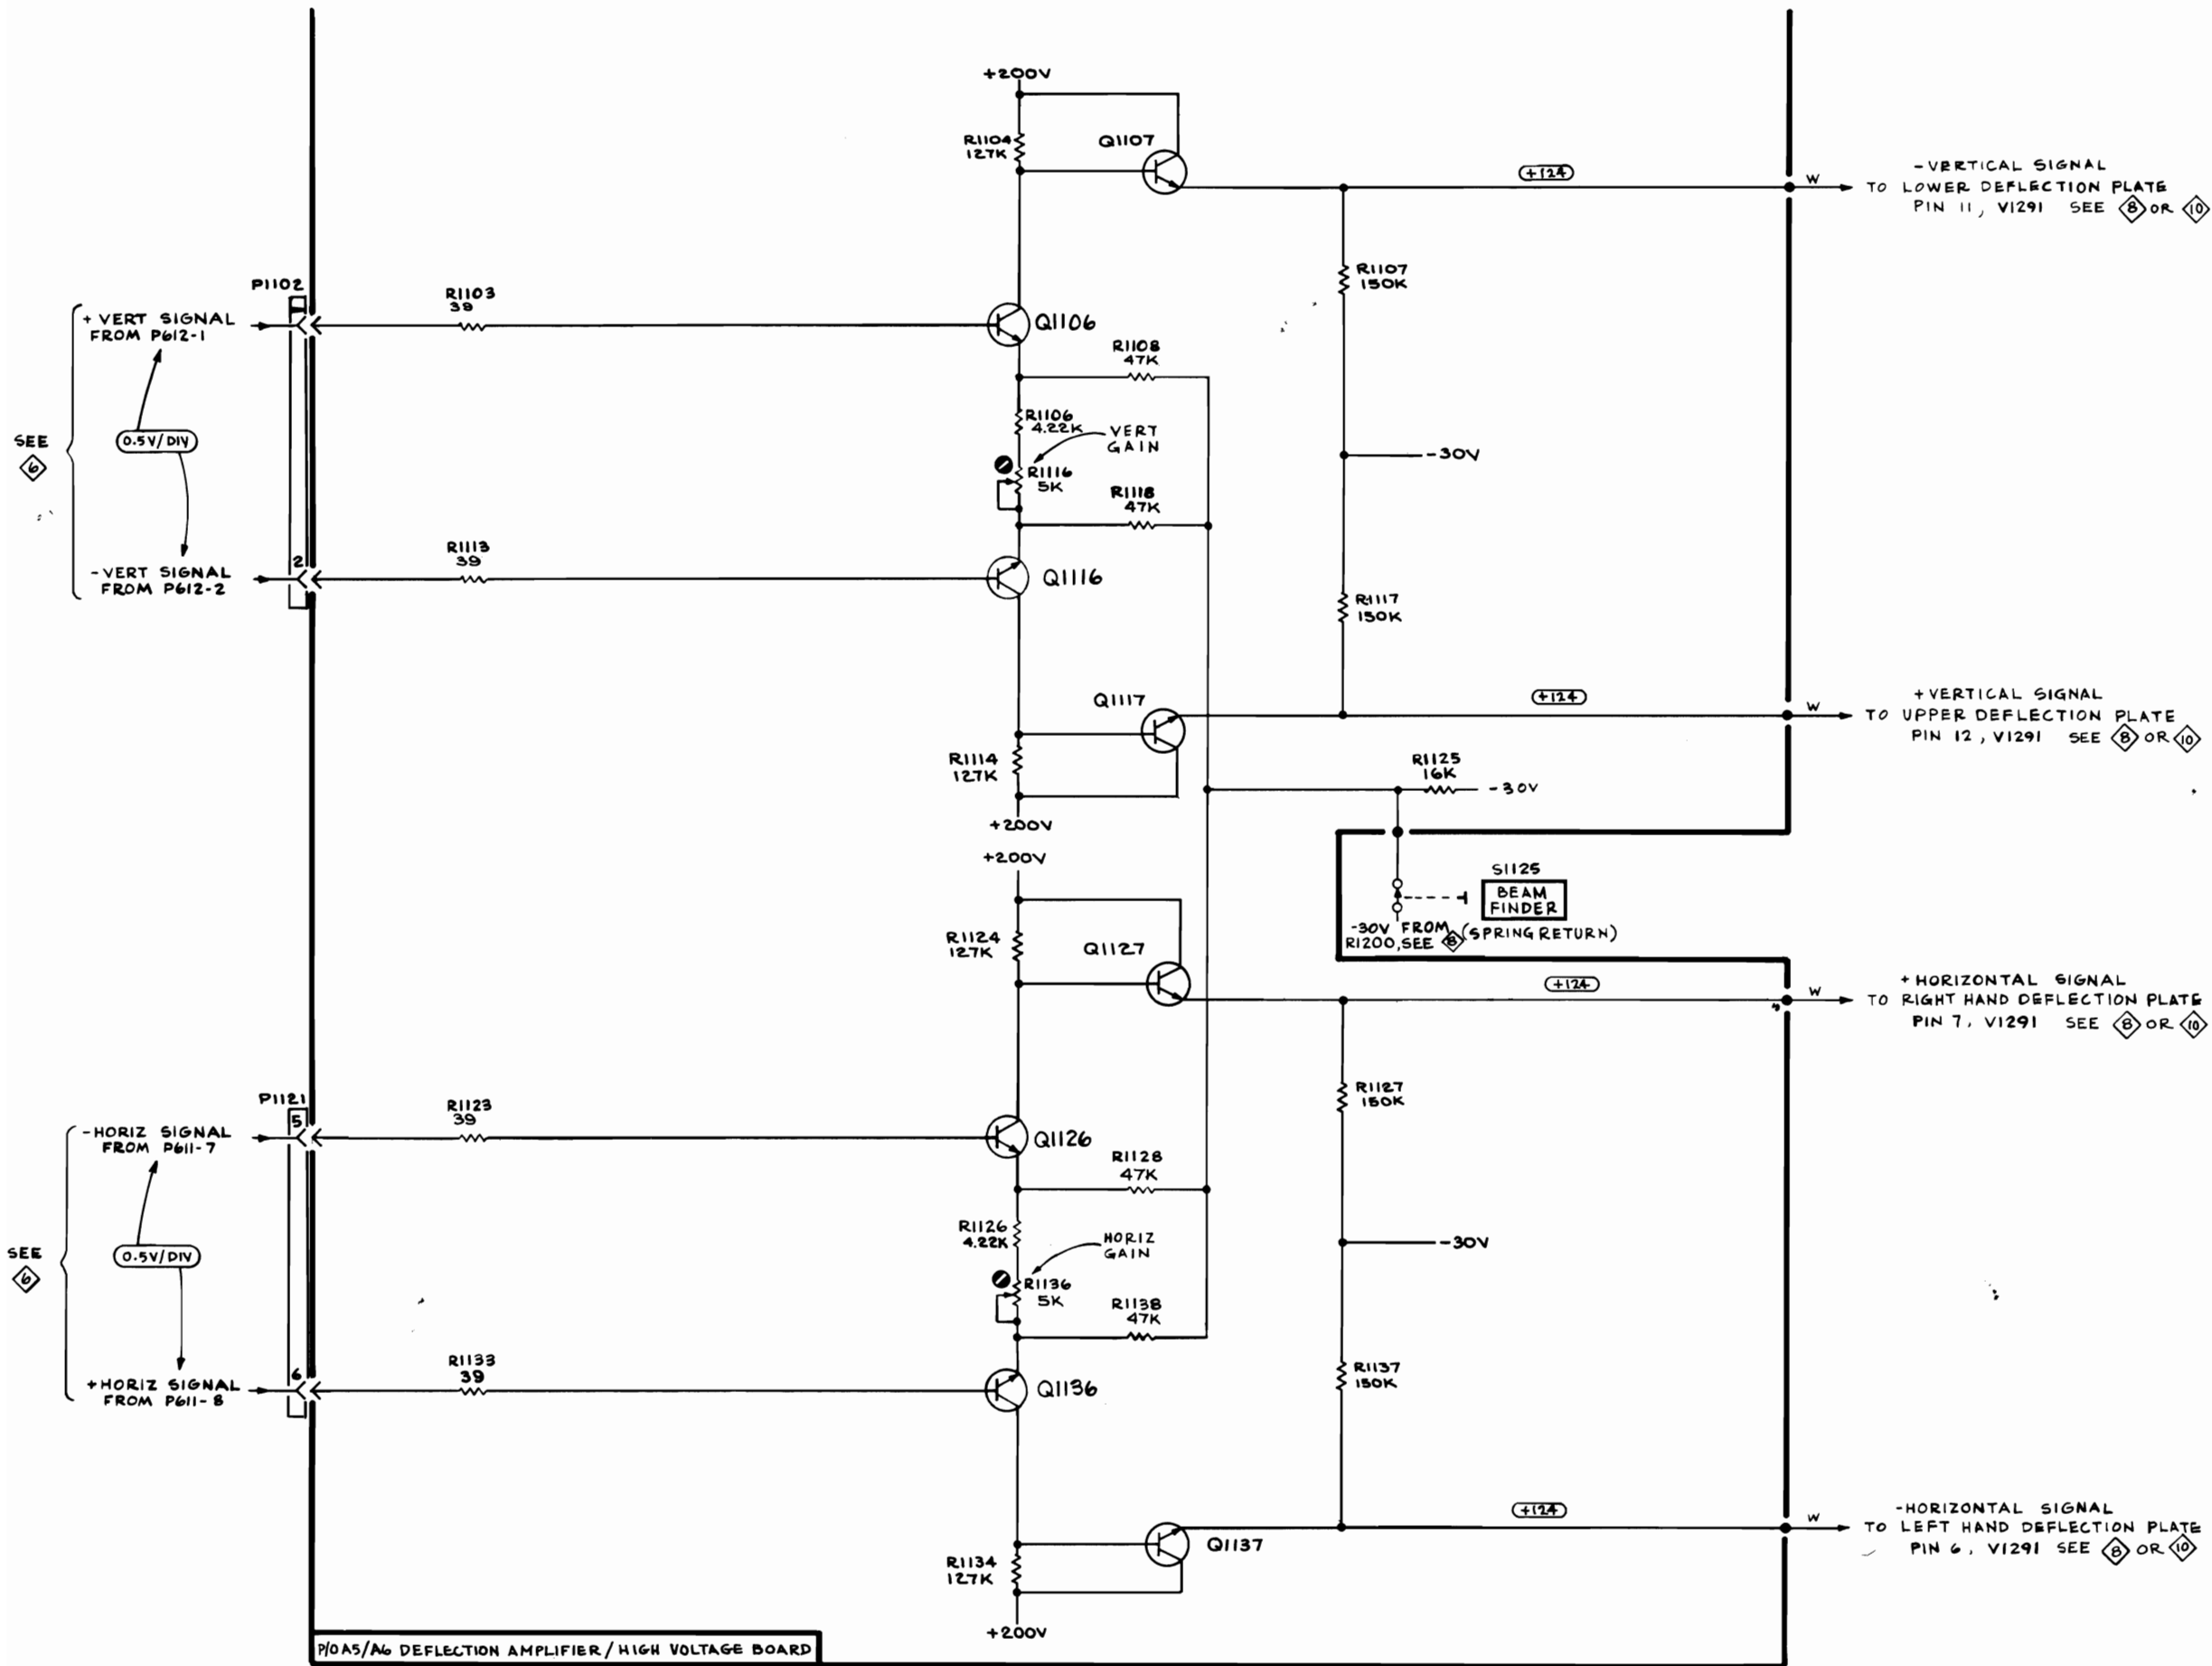 +200V
R1104
127K
Q1107
+124
W
-VERTICAL SIGNAL
TO LOWER DEFLECTION PLATE
PIN 11, V1291 SEE 8 OR 10
R1107
150K
P1102
1
+ VERT SIGNAL
FROM P612-1
R1103
39
Q1106
R1108
47K
R1106
4.22K
VERT
GAIN
SEE
6
0.5V/DIV
-30V
R1116
5K
R1118
47K
R1113
39
2
-VERT SIGNAL
FROM P612-2
Q1116
R1117
150K
Q1117
+124
W
+VERTICAL SIGNAL
TO UPPER DEFLECTION PLATE
PIN 12, V1291 SEE 8 OR 10
R1114
127K
R1125
16K
-30V
+200V
+200V
S1125
BEAM
FINDER
-30V FROM
R1200, SEE 8
(SPRING RETURN)
R1124
127K
Q1127
+124
W
+ HORIZONTAL SIGNAL
TO RIGHT HAND DEFLECTION PLATE
PIN 7, V1291 SEE 8 OR 10
R1127
150K
P1121
5
-HORIZ SIGNAL
FROM P611-7
R1123
39
Q1126
R1128
47K
R1126
4.22K
HORIZ
GAIN
SEE
6
0.5V/DIV
-30V
R1136
5K
R1138
47K
R1133
39
6
+HORIZ SIGNAL
FROM P611-8
Q1136
R1137
150K
+124
W
-HORIZONTAL SIGNAL
TO LEFT HAND DEFLECTION PLATE
PIN 6, V1291 SEE 8 OR 10
Q1137
R1134
127K
+200V
P/O A5/A6 DEFLECTION AMPLIFIER / HIGH VOLTAGE BOARD